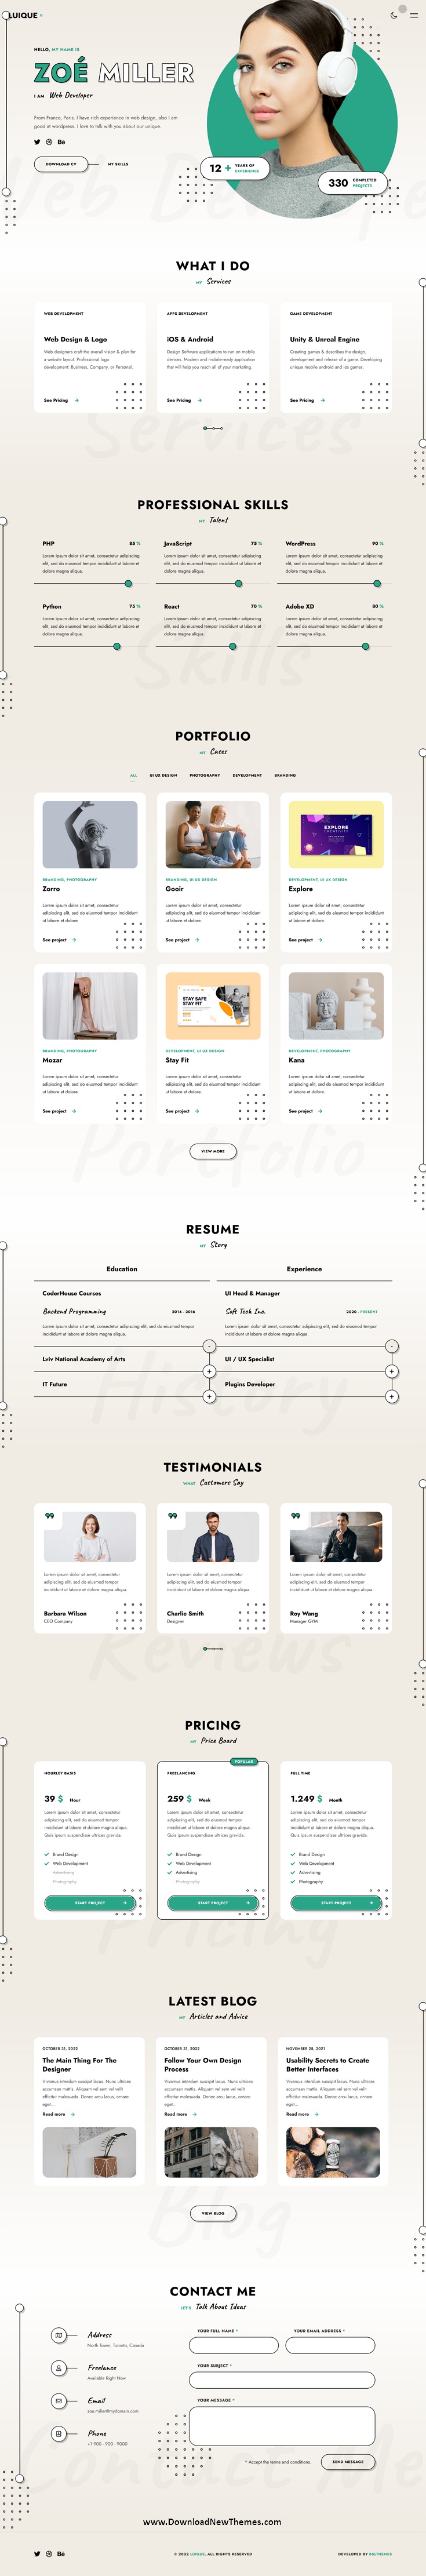 LUIQUE
HELLO, MY NAME IS
ZOÉ MILLER
I AM Web Developer
From France, Paris. I have rich experience in web design, also I am
good at wordpress. I love to talk with you about our unique.
DOWNLOAD CV
MY SKILLS
12 + YEARS OF
EXPERIENCE
330 COMPLETED
PROJECTS
WHAT I DO
MY Services
WEB DEVELOPMENT
Web Design & Logo
Web designers craft the overall vision & plan for
a website layout. Professional logo
development: Business, Company, or Personal.
See Pricing
APPS DEVELOPMENT
iOS & Android
Design Software applications to run on mobile
devices. Modern and mobile-ready application
that will help you reach all of your marketing.
See Pricing
GAME DEVELOPMENT
Unity & Unreal Engine
Creating games & describes the design,
development and release of a game. Developing
unique mobile android and ios games.
See Pricing
Services
PROFESSIONAL SKILLS
MY Talent
PHP 85 %
Lorem ipsum dolor sit amet, consectetur adipiscing
elit, sed do eiusmod tempor incididunt ut labore et
dolore magna aliqua.
JavaScript 75 %
Lorem ipsum dolor sit amet, consectetur adipiscing
elit, sed do eiusmod tempor incididunt ut labore et
dolore magna aliqua.
WordPress 90 %
Lorem ipsum dolor sit amet, consectetur adipiscing
elit, sed do eiusmod tempor incididunt ut labore et
dolore magna aliqua.
Python 75 %
Lorem ipsum dolor sit amet, consectetur adipiscing
elit, sed do eiusmod tempor incididunt ut labore et
dolore magna aliqua.
React 70 %
Lorem ipsum dolor sit amet, consectetur adipiscing
elit, sed do eiusmod tempor incididunt ut labore et
dolore magna aliqua.
Adobe XD 80 %
Lorem ipsum dolor sit amet, consectetur adipiscing
elit, sed do eiusmod tempor incididunt ut labore et
dolore magna aliqua.
Skills
PORTFOLIO
MY Cases
ALL
UI UX DESIGN
PHOTOGRAPHY
DEVELOPMENT
BRANDING
BRANDING, PHOTOGRAPHY
Zorro
Lorem ipsum dolor sit amet, consectetur
adipiscing elit, sed do eiusmod tempor incididunt
ut labore et dolore.
See project
BRANDING, UI UX DESIGN
Gooir
Lorem ipsum dolor sit amet, consectetur
adipiscing elit, sed do eiusmod tempor incididunt
ut labore et dolore.
See project
EXPLORE
CREATIVITY
DEVELOPMENT, UI UX DESIGN
Explore
Lorem ipsum dolor sit amet, consectetur
adipiscing elit, sed do eiusmod tempor incididunt
ut labore et dolore.
See project
BRANDING, PHOTOGRAPHY
Mozar
Lorem ipsum dolor sit amet, consectetur
adipiscing elit, sed do eiusmod tempor incididunt
ut labore et dolore.
See project
STAY SAFE
STAY FIT
DEVELOPMENT, UI UX DESIGN
Stay Fit
Lorem ipsum dolor sit amet, consectetur
adipiscing elit, sed do eiusmod tempor incididunt
ut labore et dolore.
See project
DEVELOPMENT, PHOTOGRAPHY
Kana
Lorem ipsum dolor sit amet, consectetur
adipiscing elit, sed do eiusmod tempor incididunt
ut labore et dolore.
See project
Portfolio
VIEW MORE
RESUME
MY Story
Education
CoderHouse Courses
Backend Programming 2014 - 2016
Lorem ipsum dolor sit amet, consectetur adipiscing elit, sed do eiusmod tempor
incididunt ut labore et dolore magna aliqua.
Lviv National Academy of Arts
IT Future
Experience
UI Head & Manager
Soft Tech Inc. 2020 - PRESENT
Lorem ipsum dolor sit amet, consectetur adipiscing elit, sed do eiusmod tempor
incididunt ut labore et dolore magna aliqua.
UI / UX Specialist
Plugins Developer
History
TESTIMONIALS
WHAT Customers Say
Lorem ipsum dolor sit amet, consectetur
adipiscing elit, sed do eiusmod tempor
incididunt ut labore et dolore magna aliqua.
Barbara Wilson
CEO Company
Lorem ipsum dolor sit amet, consectetur
adipiscing elit, sed do eiusmod tempor
incididunt ut labore et dolore magna aliqua.
Charlie Smith
Designer
Lorem ipsum dolor sit amet, consectetur
adipiscing elit, sed do eiusmod tempor
incididunt ut labore et dolore magna aliqua.
Roy Wang
Manager GYM
Reviews
PRICING
MY Price Board
HOURLEY BASIS
39 $ Hour
Lorem ipsum dolor sit amet, consectetur
adipiscing elit, sed do eiusmod tempor
incididunt ut labore et dolore magna aliqua.
Quis ipsum suspendisse ultrices gravida.
Brand Design
Web Development
Advertising
Photography
START PROJECT
POPULAR
FREELANCING
259 $ Week
Lorem ipsum dolor sit amet, consectetur
adipiscing elit, sed do eiusmod tempor
incididunt ut labore et dolore magna aliqua.
Quis ipsum suspendisse ultrices gravida.
Brand Design
Web Development
Advertising
Photography
START PROJECT
FULL TIME
1.249 $ Month
Lorem ipsum dolor sit amet, consectetur
adipiscing elit, sed do eiusmod tempor
incididunt ut labore et dolore magna aliqua.
Quis ipsum suspendisse ultrices gravida.
Brand Design
Web Development
Advertising
Photography
START PROJECT
Pricing
LATEST BLOG
MY Articles and Advice
OCTOBER 31, 2022
The Main Thing For The
Designer
Vivamus interdum suscipit lacus. Nunc ultrices
accumsan mattis. Aliquam vel sem vel velit
efficitur malesuada. Donec arcu lacus, ornare
eget...
Read more
OCTOBER 31, 2022
Follow Your Own Design
Process
Vivamus interdum suscipit lacus. Nunc ultrices
accumsan mattis. Aliquam vel sem vel velit
efficitur malesuada. Donec arcu lacus, ornare
eget...
Read more
NOVEMBER 28, 2021
Usability Secrets to Create
Better Interfaces
Vivamus interdum suscipit lacus. Nunc ultrices
accumsan mattis. Aliquam vel sem vel velit
efficitur malesuada. Donec arcu lacus, ornare
eget...
Read more
Blog
VIEW BLOG
CONTACT ME
LET'S Talk About Ideas
Address
North Town, Toronto, Canada
Freelance
Available Right Now
Email
zoe.miller@mydomain.com
Phone
+1 900 - 900 - 9000
YOUR FULL NAME *
YOUR EMAIL ADDRESS *
YOUR SUBJECT *
YOUR MESSAGE *
* Accept the terms and conditions.
SEND MESSAGE
Contact Me
www.DownloadNewThemes.com
© 2022 LUIQUE. ALL RIGHTS RESERVED
DEVELOPED BY BSLTHEMES